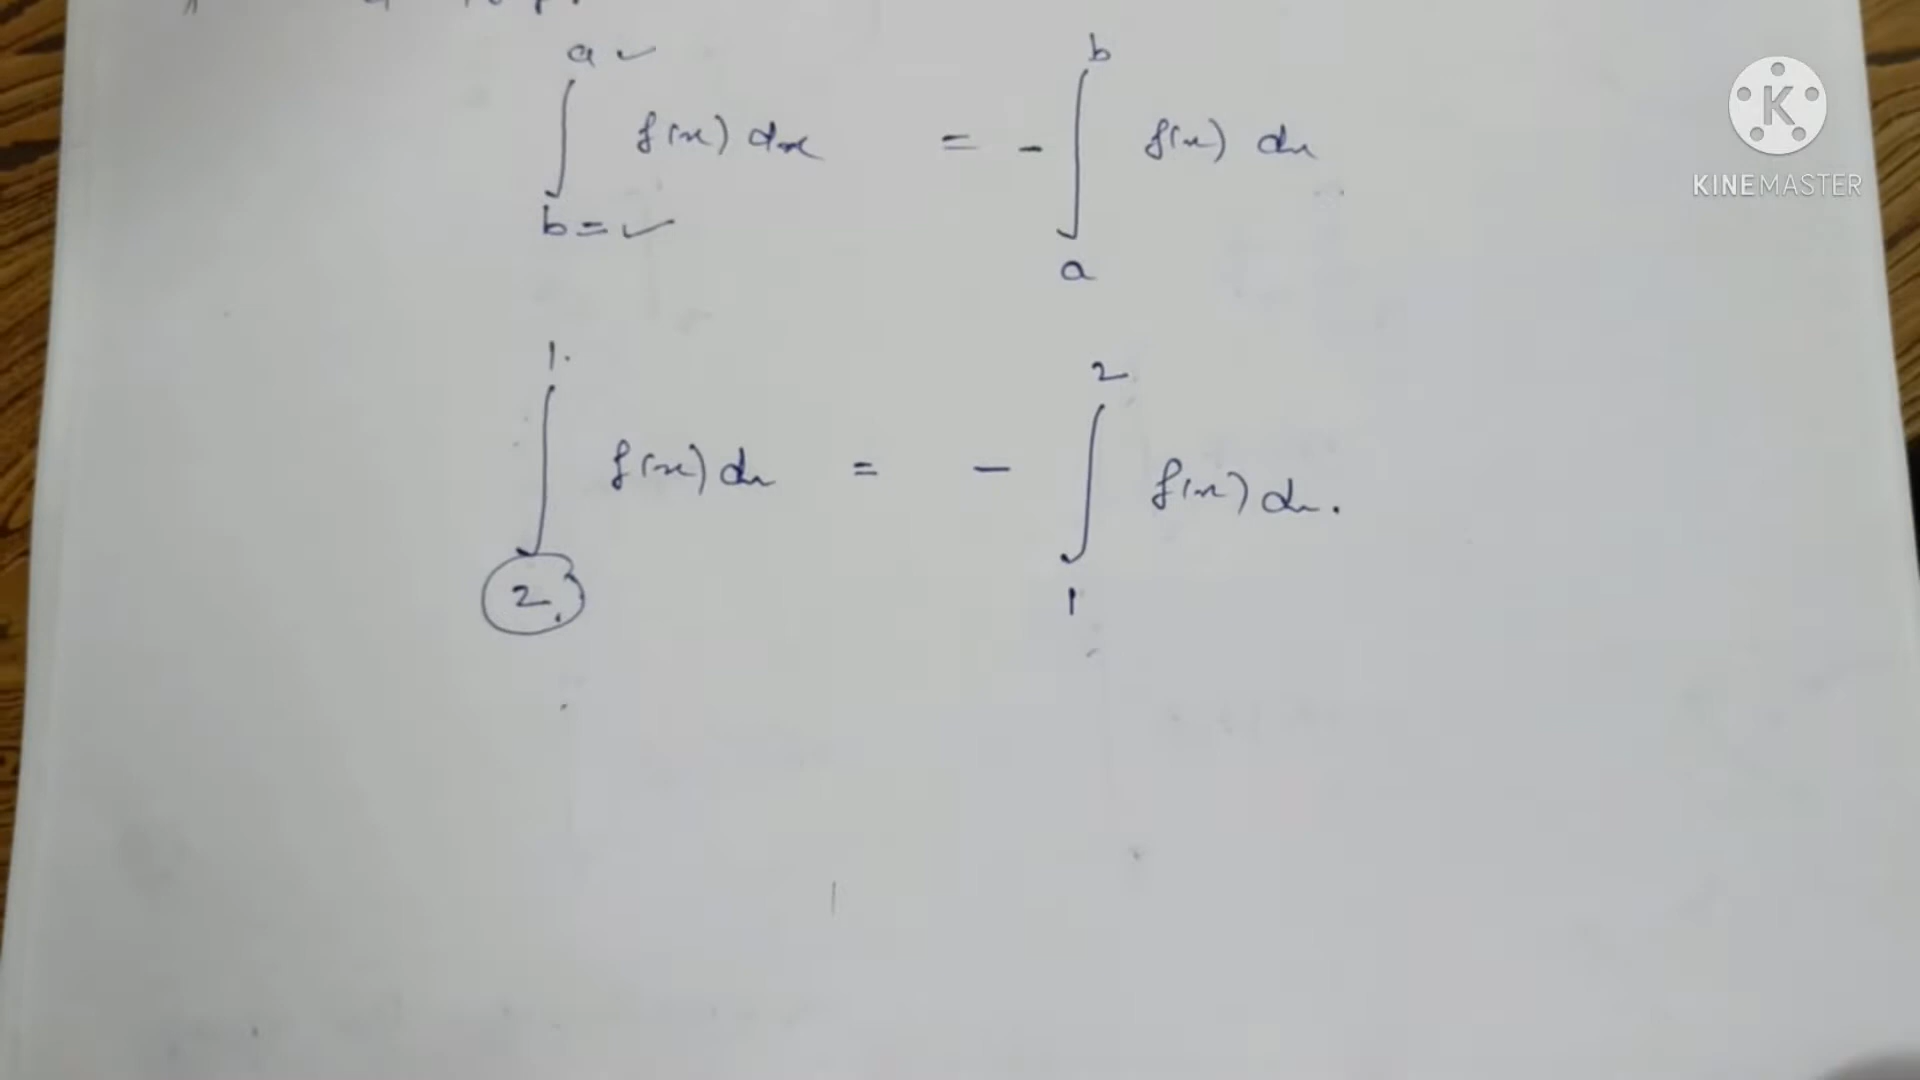 ∫_{b = ✓}^{a ✓} f(x) dx = - ∫_{a}^{b} f(x) dx
K
KINEMASTER
∫_{2.}^{1.} f(x) dx = - ∫_{1}^{2} f(x) dx.